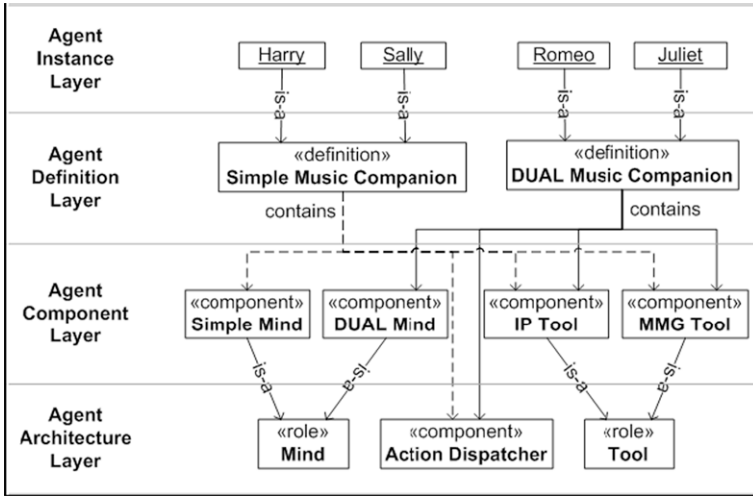 Agent
Instance
Layer
Harry
Sally
Romeo
Juliet
is-a
is-a
is-a
is-a
Agent
Definition
Layer
«definition»
Simple Music Companion
«definition»
DUAL Music Companion
contains
contains
Agent
Component
Layer
«component»
Simple Mind
«component»
DUAL Mind
«component»
IP Tool
«component»
MMG Tool
is-a
is-a
is-a
is-a
Agent
Architecture
Layer
«role»
Mind
«component»
Action Dispatcher
«role»
Tool